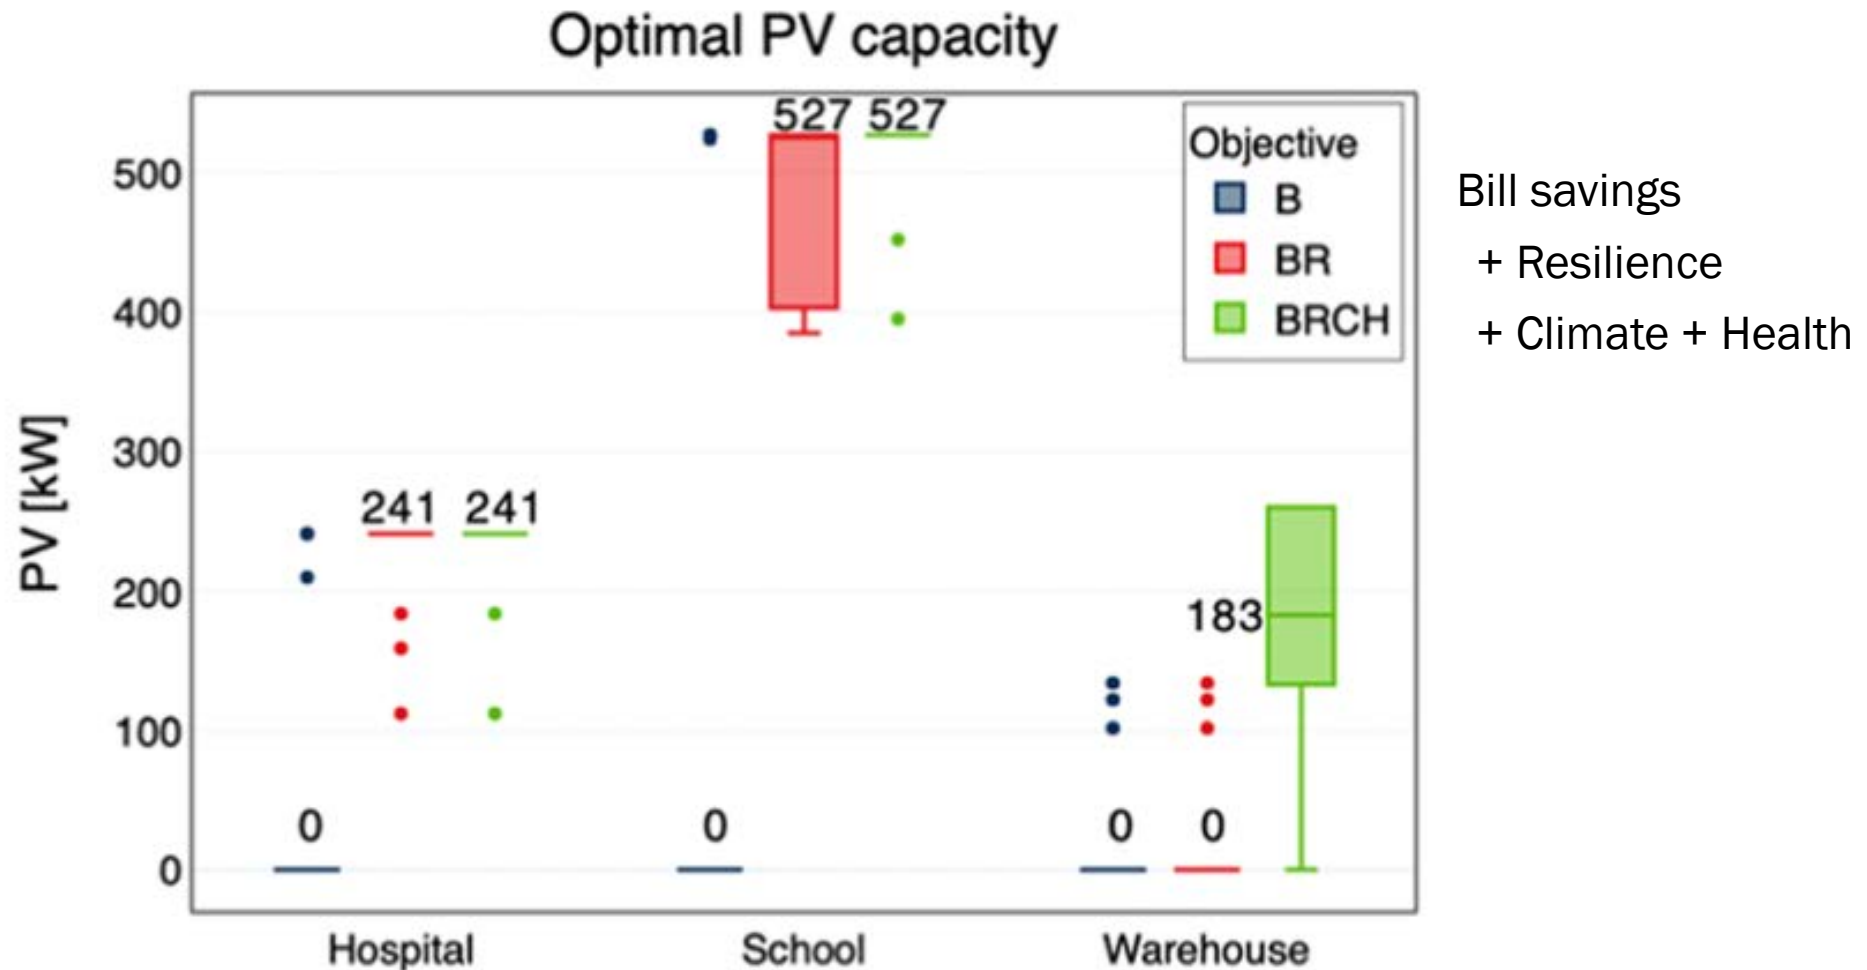 Optimal PV capacity
PV [kW]
500
400
300
200
100
0
527 527
241 241
183
0
0
0 0
Hospital School Warehouse
Objective
B
BR
BRCH
Bill savings
+ Resilience
+ Climate + Health